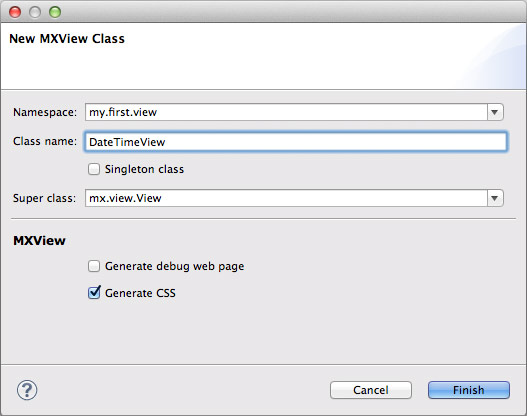 New MXView Class
Namespace: my.first.view
Class name: DateTimeView
Singleton class
Super class: mx.view.View
MXView
Generate debug web page
Generate CSS
? Cancel Finish